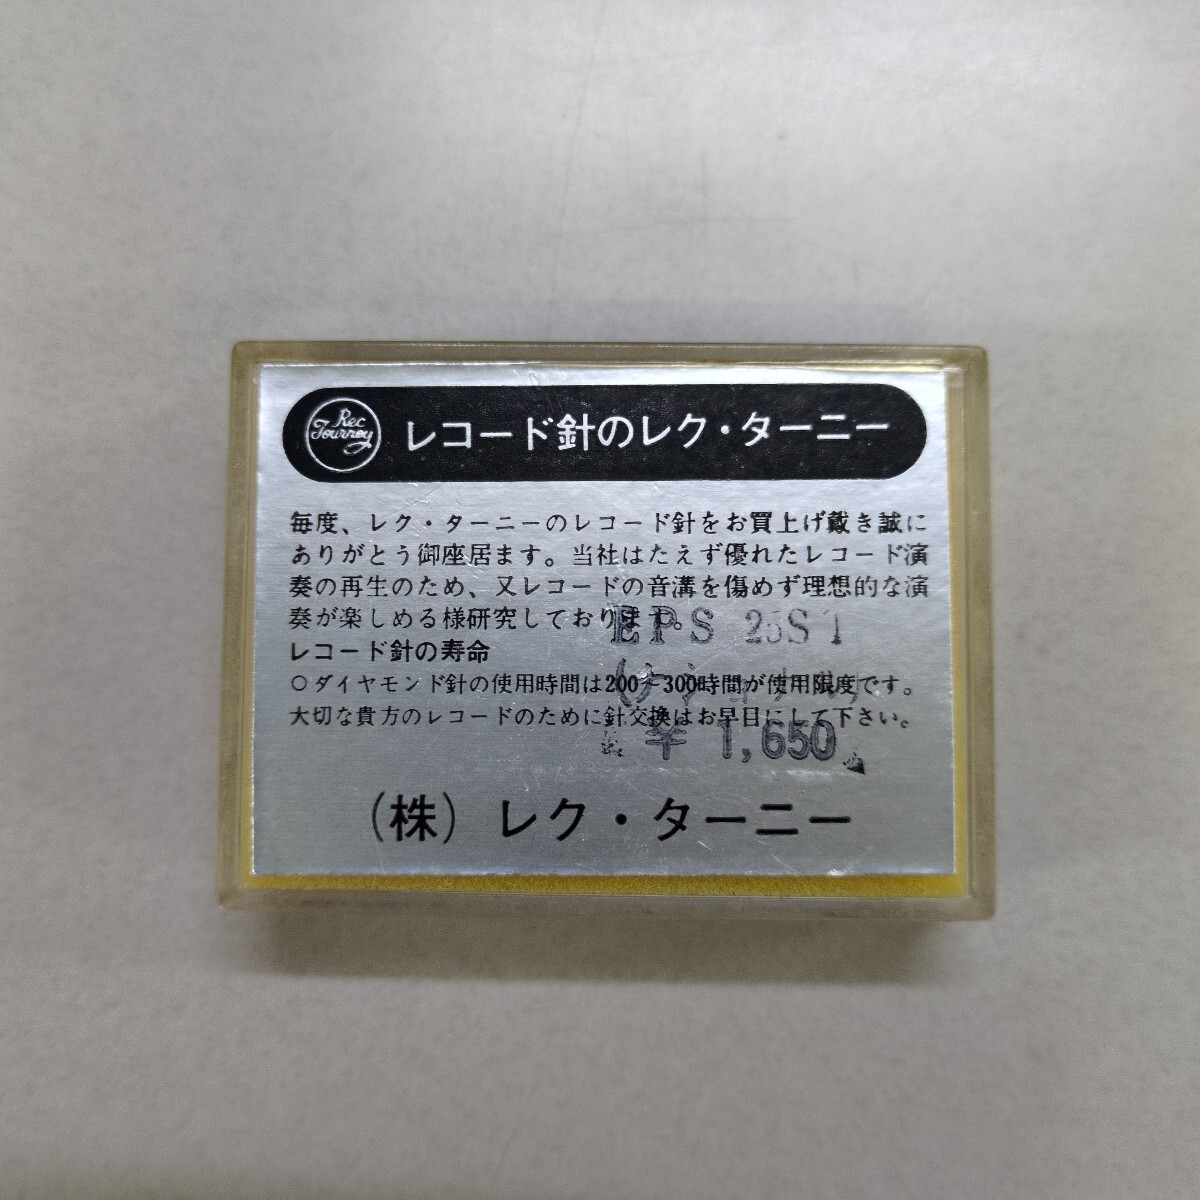 Rec
Tourney
レコード針のレク・ターニー
毎度、レク・ターニーのレコード針をお買上げ戴き誠に
ありがとう御座居ます。当社はたえず優れたレコード演
奏の再生のため、又レコードの音溝を傷めず理想的な演
奏が楽しめる様研究しております。
EPS 25S1
レコード針の寿命
○ダイヤモンド針の使用時間は200~300時間が使用限度です。
大切な貴方のレコードのために針交換はお早目にして下さい。
¥ 1,650
(株) レク・ターニー